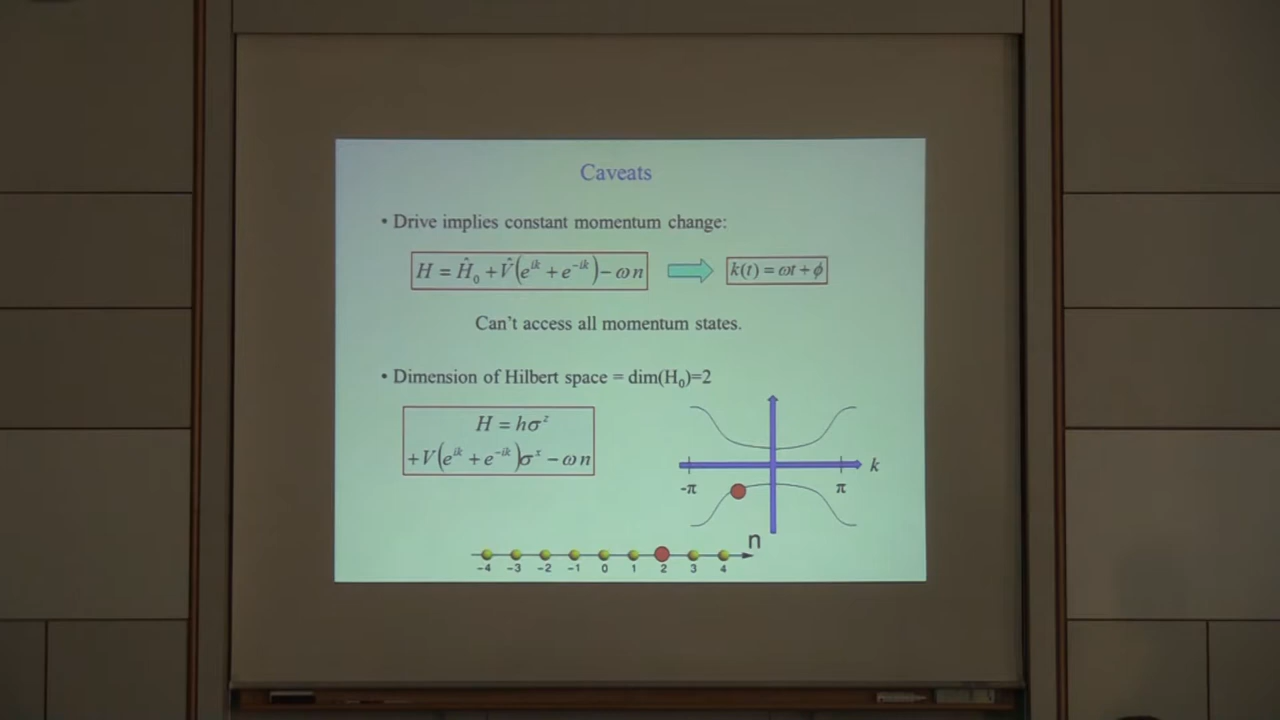 Caveats
• Drive implies constant momentum change:
H = Ĥ₀ + V̂(e^{ik} + e^{-ik}) − ωn
k(t) = ωt + ϕ
Can't access all momentum states.
• Dimension of Hilbert space = dim(H₀)=2
H = hσ^z
+V(e^{ik} + e^{-ik})σ^x − ωn
k
-π π
n
-4 -3 -2 -1 0 1 2 3 4